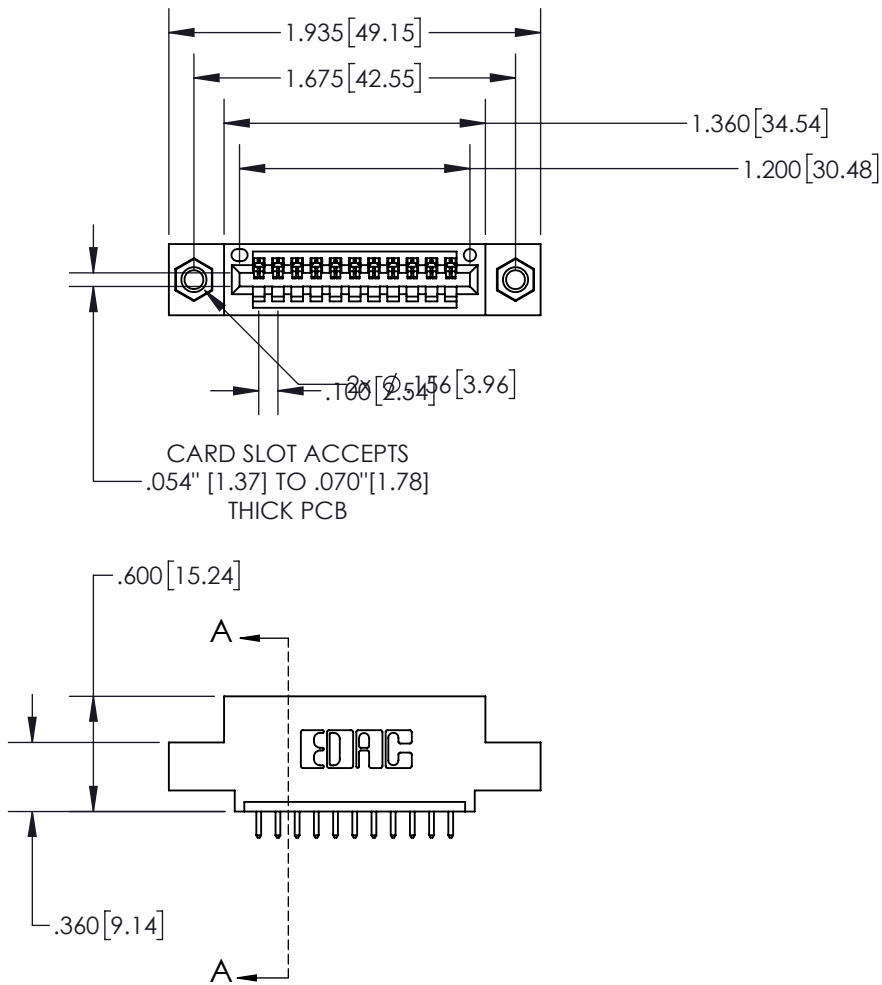 1.935[49.15]
1.675[42.55]
1.360[34.54]
1.200[30.48]
2x Ø .156 [3.96]
.100[2.54]
CARD SLOT ACCEPTS
.054" [1.37] TO .070"[1.78]
THICK PCB
.600[15.24]
A
EDAC
.360[9.14]
A